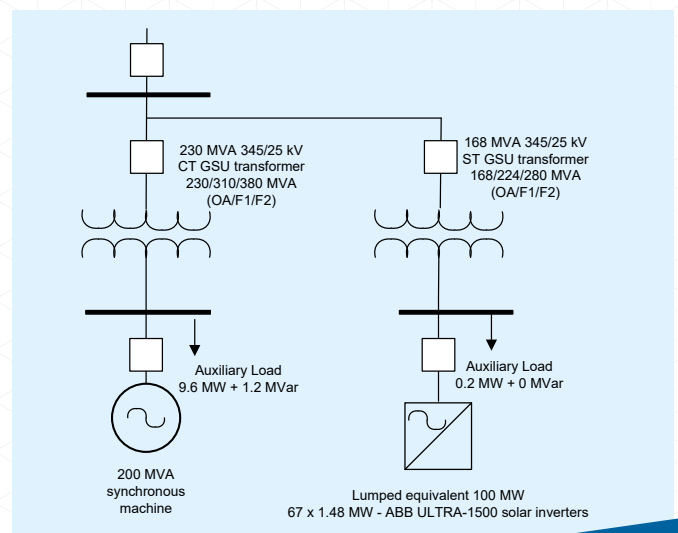 230 MVA 345/25 kV
CT GSU transformer
230/310/380 MVA
(OA/F1/F2)
168 MVA 345/25 kV
ST GSU transformer
168/224/280 MVA
(OA/F1/F2)
Auxiliary Load
9.6 MW + 1.2 MVar
Auxiliary Load
0.2 MW + 0 MVar
200 MVA
synchronous
machine
Lumped equivalent 100 MW
67 x 1.48 MW - ABB ULTRA-1500 solar inverters